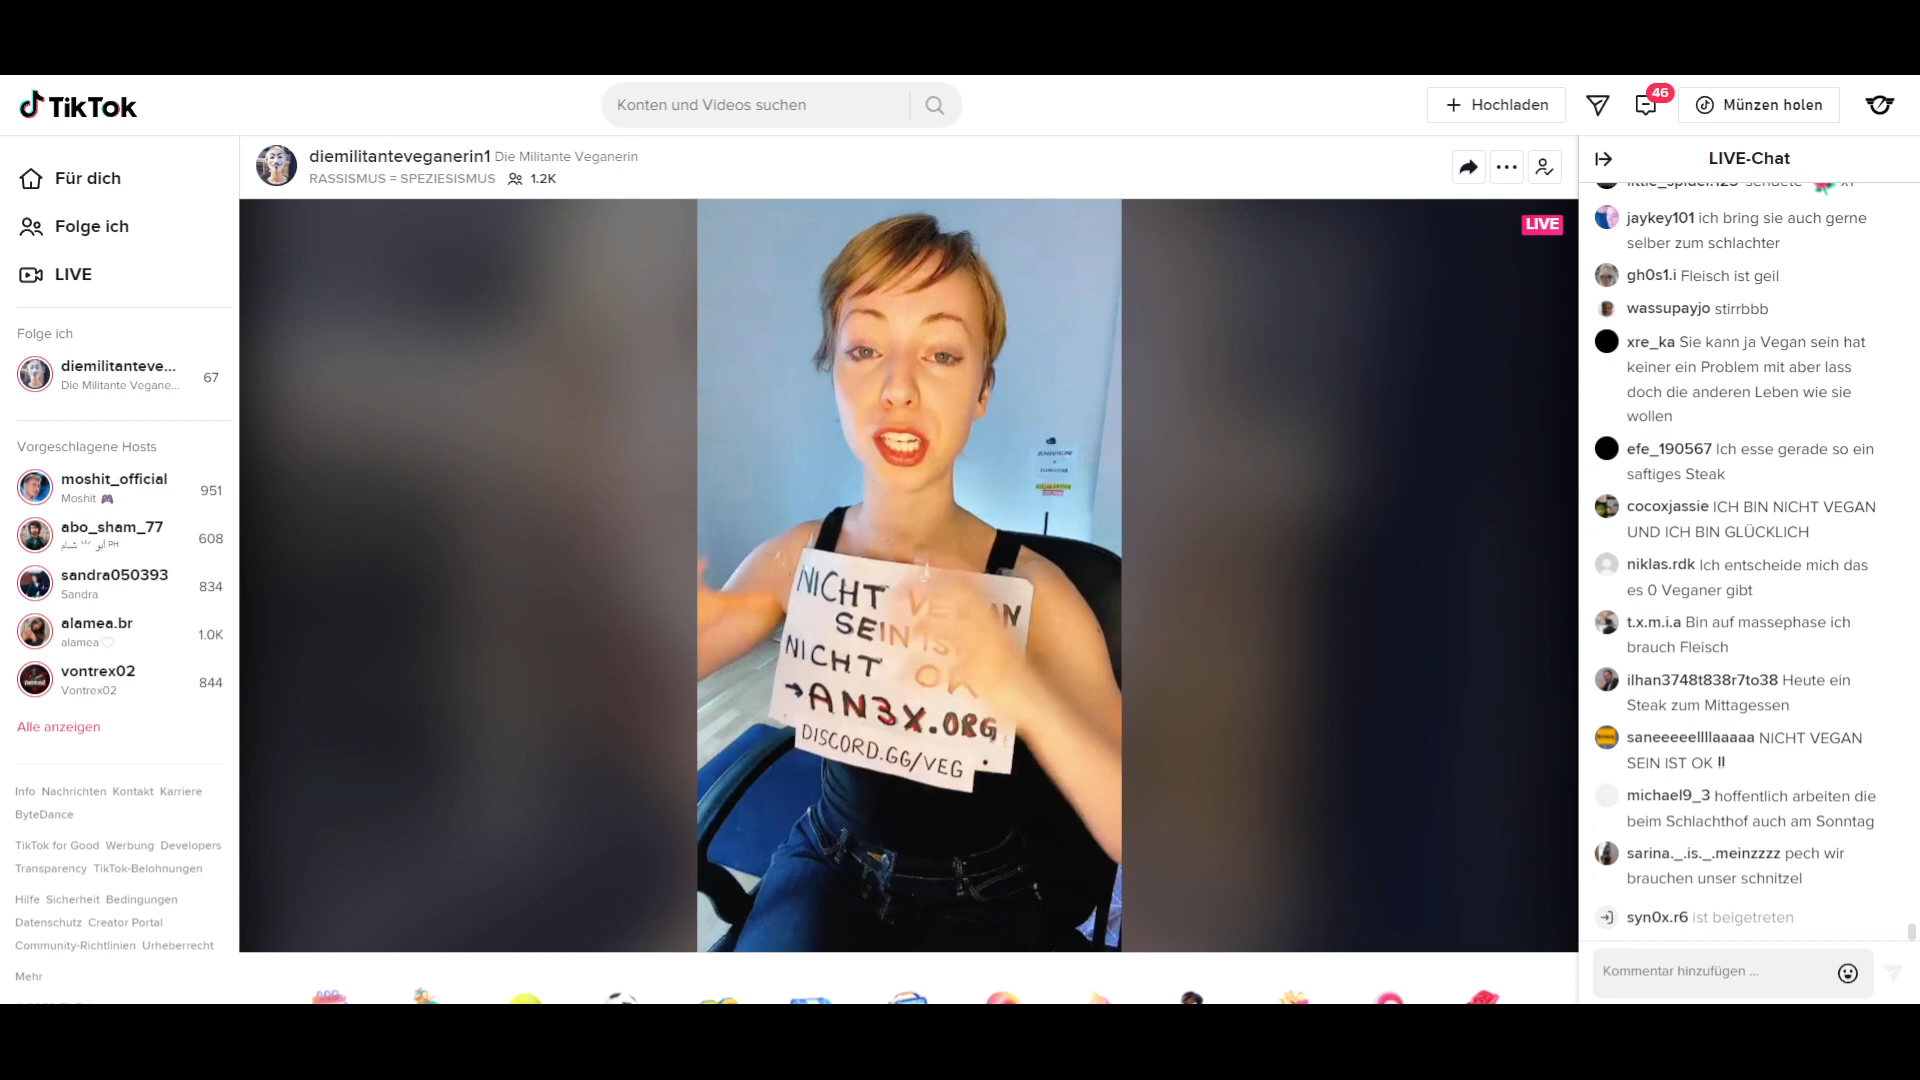 TikTok
Konten und Videos suchen
Hochladen
46
Münzen holen
Für dich
Folge ich
LIVE
Folge ich
diemilitanteve...
Die Militante Vegane...
67
Vorgeschlagene Hosts
moshit_official
Moshit
951
abo_sham_77
608
sandra050393
Sandra
834
alamea.br
alamea
1.0K
vontrex02
Vontrex02
844
Alle anzeigen
Info Nachrichten Kontakt Karriere
ByteDance
TikTok for Good Werbung Developers
Transparency TikTok-Belohnungen
Hilfe Sicherheit Bedingungen
Datenschutz Creator Portal
Community-Richtlinien Urheberrecht
Mehr
diemilitanteveganerin1 Die Militante Veganerin
RASSISMUS = SPEZIESISMUS 1.2K
LIVE
NICHT VEGAN
SEIN IST
NICHT OK
→AN3X.ORG
DISCORD.GG/VEG
LIVE-Chat
jaykey101 ich bring sie auch gerne
selber zum schlachter
gh0s1.i Fleisch ist geil
wassupayjo stirrbbb
xre_ka Sie kann ja Vegan sein hat
keiner ein Problem mit aber lass
doch die anderen Leben wie sie
wollen
efe_190567 Ich esse gerade so ein
saftiges Steak
cocoxjassie ICH BIN NICHT VEGAN
UND ICH BIN GLÜCKLICH
niklas.rdk Ich entscheide mich das
es 0 Veganer gibt
t.x.m.i.a Bin auf massephase ich
brauch Fleisch
ilhan3748t838r7to38 Heute ein
Steak zum Mittagessen
saneeeeellllaaaaa NICHT VEGAN
SEIN IST OK ‼
michael9_3 hoffentlich arbeiten die
beim Schlachthof auch am Sonntag
sarina._.is._.meinzzzz pech wir
brauchen unser schnitzel
syn0x.r6 ist beigetreten
Kommentar hinzufügen ...